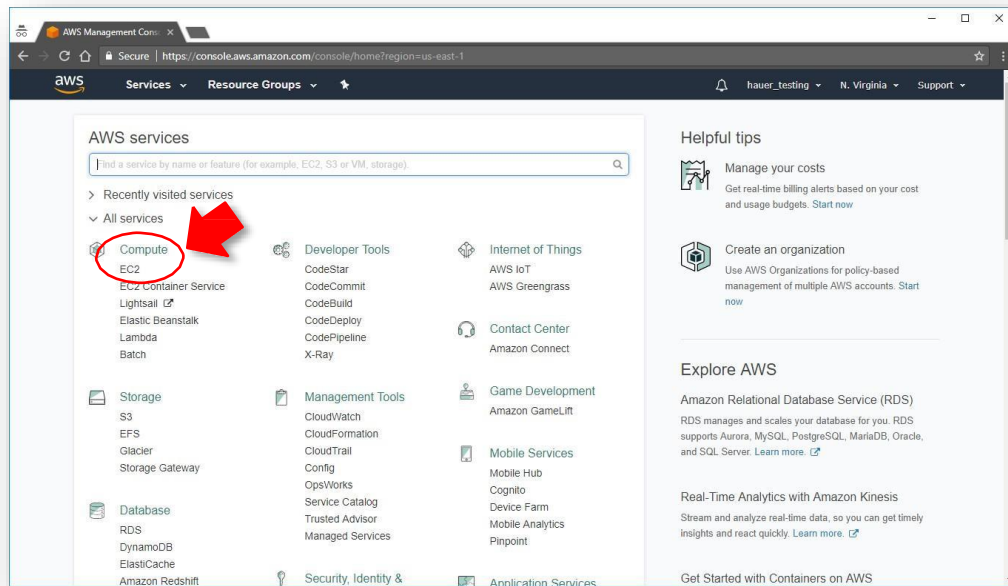 AWS Management Cons
Secure | https://console.aws.amazon.com/console/home?region=us-east-1
aws
Services
Resource Groups
hauer_testing
N. Virginia
Support
AWS services
Find a service by name or feature (for example, EC2, S3 or VM, storage).
Recently visited services
All services
Compute
EC2
EC2 Container Service
Lightsail
Elastic Beanstalk
Lambda
Batch
Storage
S3
EFS
Glacier
Storage Gateway
Database
RDS
DynamoDB
ElastiCache
Amazon Redshift
Developer Tools
CodeStar
CodeCommit
CodeBuild
CodeDeploy
CodePipeline
X-Ray
Management Tools
CloudWatch
CloudFormation
CloudTrail
Config
OpsWorks
Service Catalog
Trusted Advisor
Managed Services
Security, Identity &
Internet of Things
AWS IoT
AWS Greengrass
Contact Center
Amazon Connect
Game Development
Amazon GameLift
Mobile Services
Mobile Hub
Cognito
Device Farm
Mobile Analytics
Pinpoint
Application Services
Helpful tips
Manage your costs
Get real-time billing alerts based on your cost
and usage budgets. Start now
Create an organization
Use AWS Organizations for policy-based
management of multiple AWS accounts. Start
now
Explore AWS
Amazon Relational Database Service (RDS)
RDS manages and scales your database for you. RDS
supports Aurora, MySQL, PostgreSQL, MariaDB, Oracle,
and SQL Server. Learn more.
Real-Time Analytics with Amazon Kinesis
Stream and analyze real-time data, so you can get timely
insights and react quickly. Learn more.
Get Started with Containers on AWS